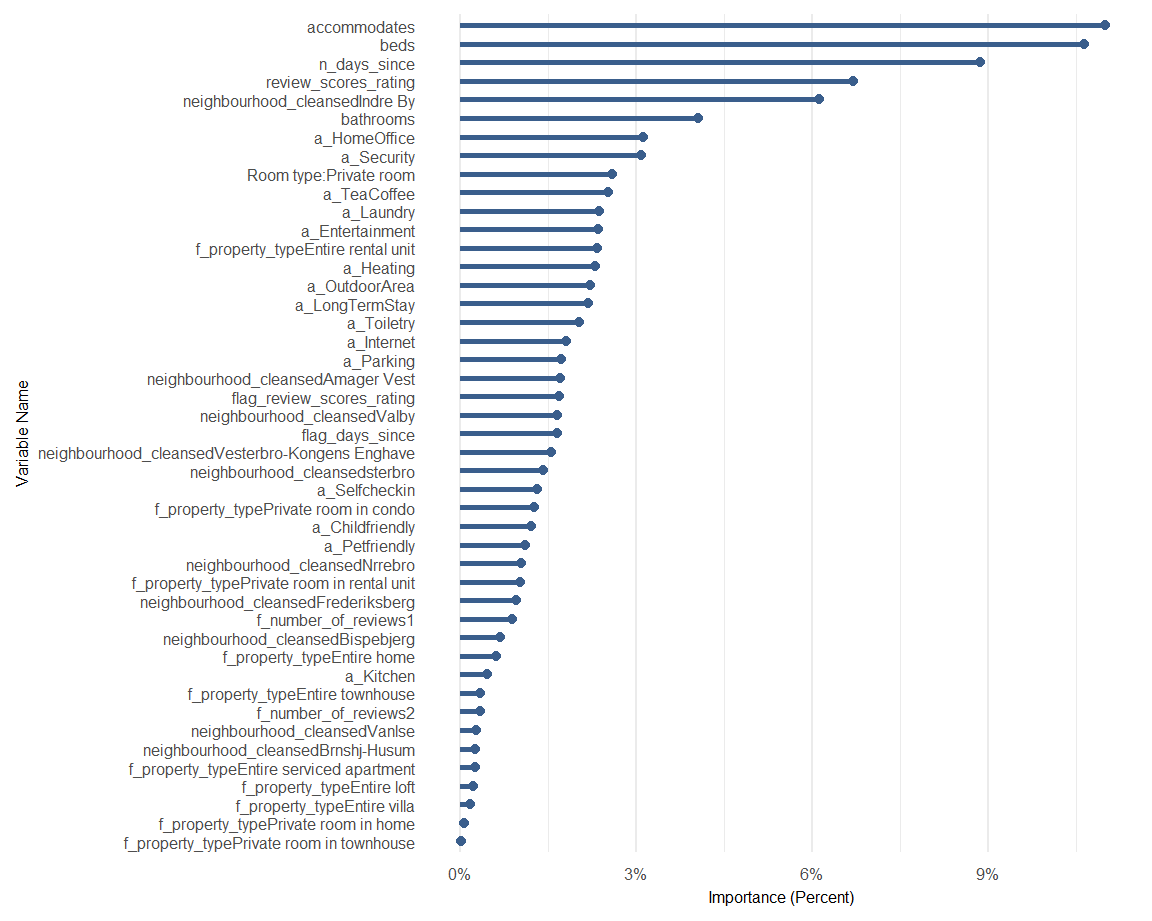 accommodates
beds
n_days_since
review_scores_rating
neighbourhood_cleansedIndre By
bathrooms
a_HomeOffice
a_Security
Room type:Private room
a_TeaCoffee
a_Laundry
a_Entertainment
f_property_typeEntire rental unit
a_Heating
a_OutdoorArea
a_LongTermStay
a_Toiletry
a_Internet
a_Parking
neighbourhood_cleansedAmager Vest
flag_review_scores_rating
neighbourhood_cleansedValby
flag_days_since
neighbourhood_cleansedVesterbro-Kongens Enghave
neighbourhood_cleansedsterbro
a_Selfcheckin
f_property_typePrivate room in condo
a_Childfriendly
a_Petfriendly
neighbourhood_cleansedNrrebro
f_property_typePrivate room in rental unit
neighbourhood_cleansedFrederiksberg
f_number_of_reviews1
neighbourhood_cleansedBispebjerg
f_property_typeEntire home
a_Kitchen
f_property_typeEntire townhouse
f_number_of_reviews2
neighbourhood_cleansedVanlse
neighbourhood_cleansedBrnshj-Husum
f_property_typeEntire serviced apartment
f_property_typeEntire loft
f_property_typeEntire villa
f_property_typePrivate room in home
f_property_typePrivate room in townhouse
Variable Name
0% 3% 6% 9%
Importance (Percent)